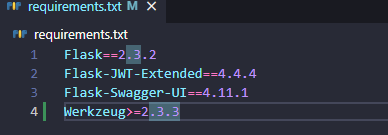 requirements.txt M
requirements.txt
1 Flask==2.3.2
2 Flask-JWT-Extended==4.4.4
3 Flask-Swagger-UI==4.11.1
4 Werkzeug>=2.3.3